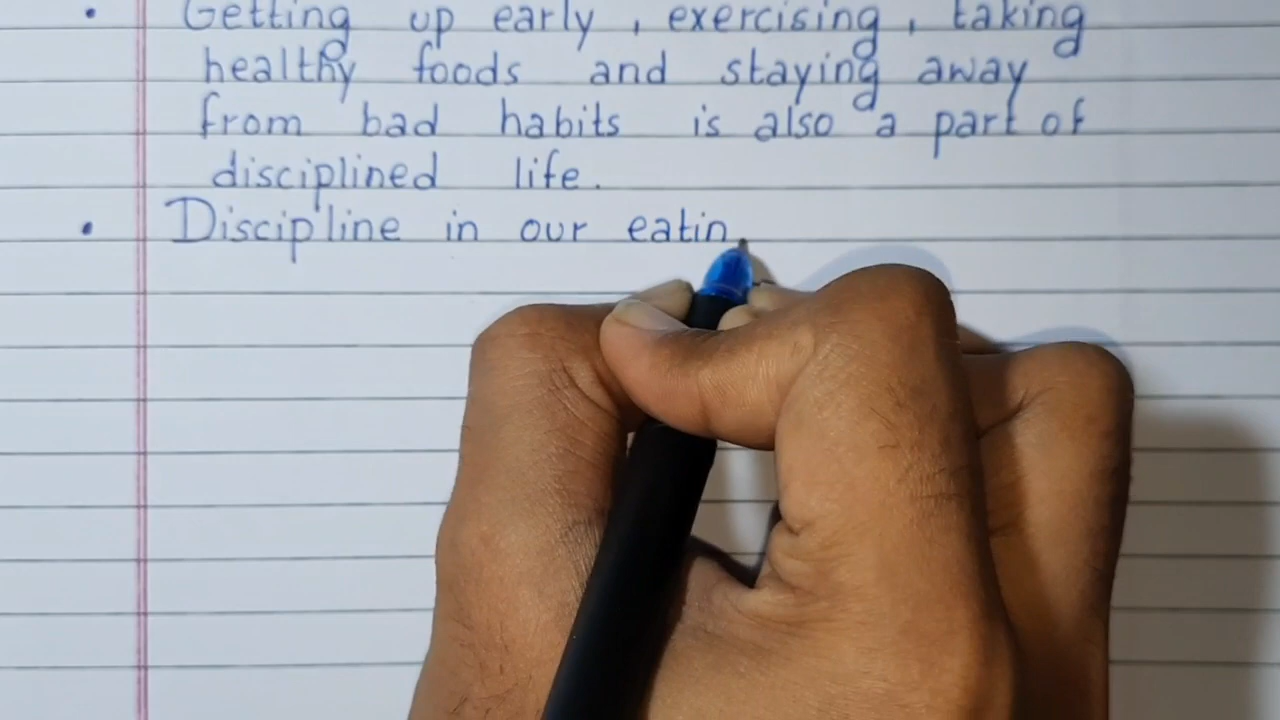 • Getting up early, exercising, taking
healthy foods and staying away
from bad habits is also a part of
disciplined life.
• Discipline in our eatin